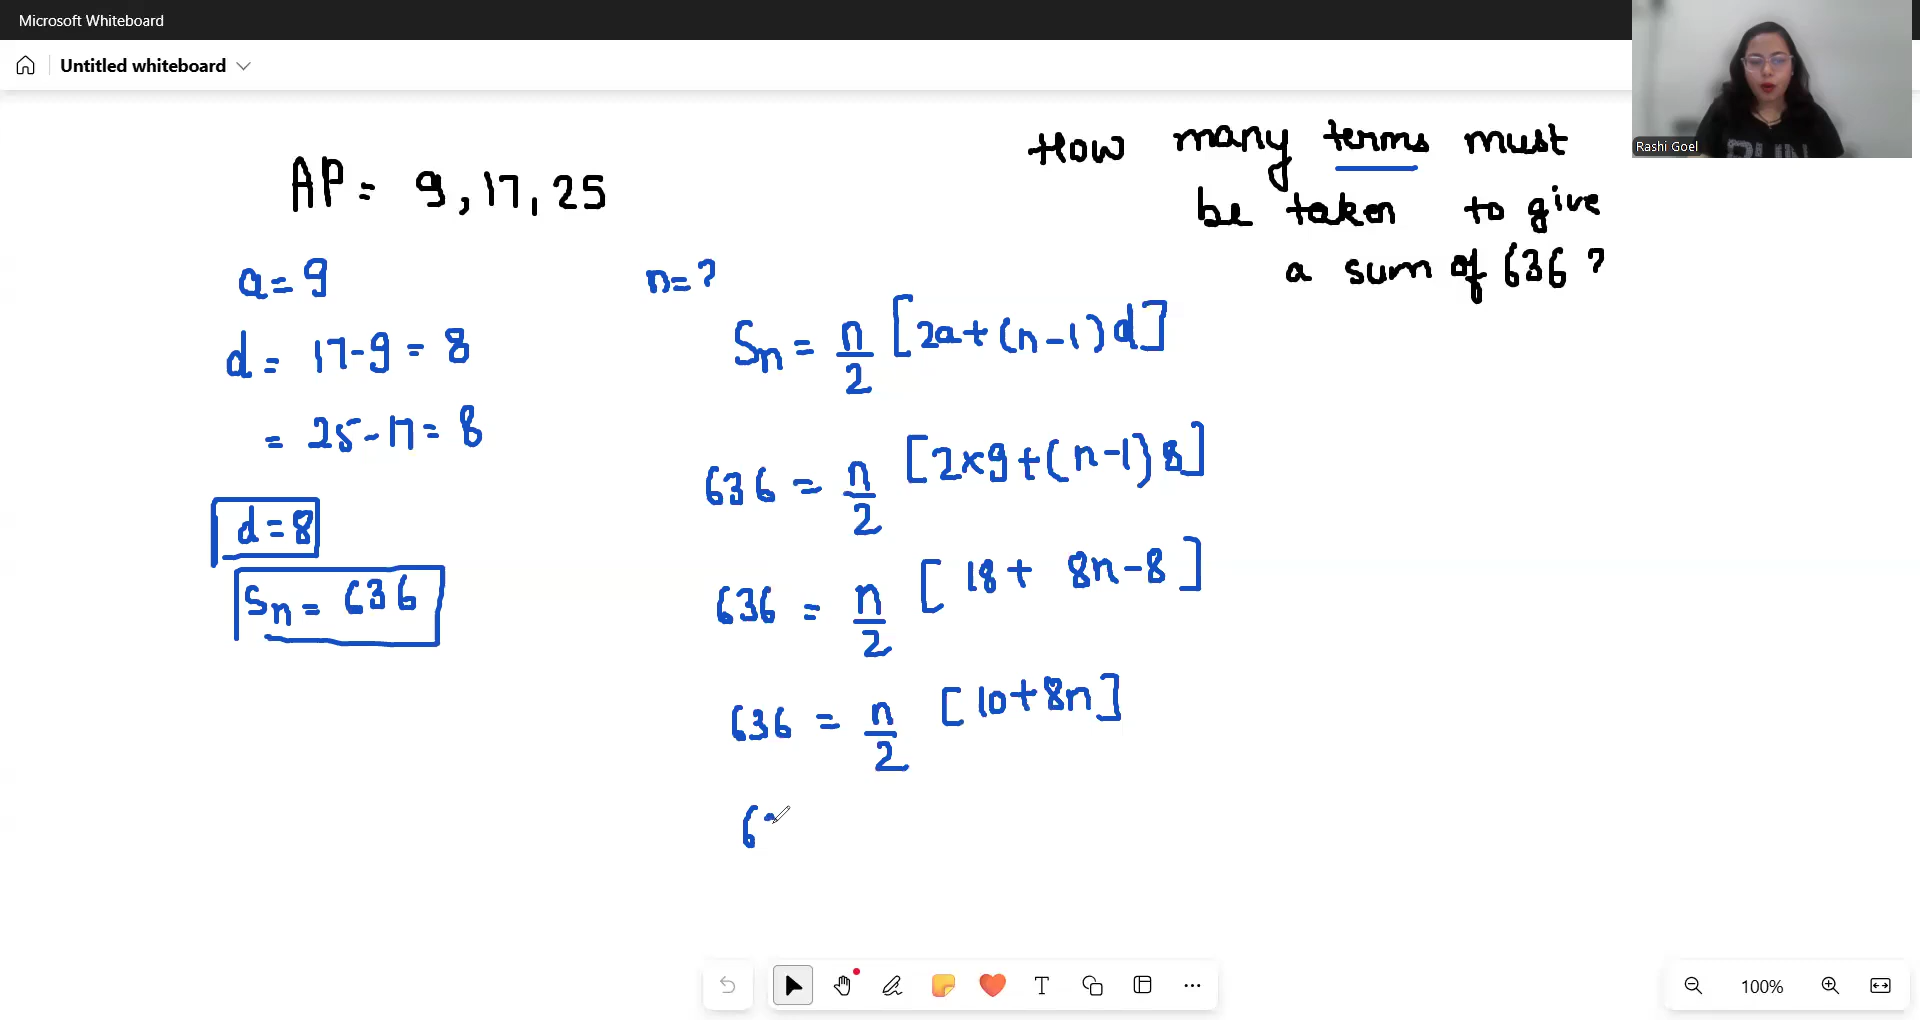 Microsoft Whiteboard
Untitled whiteboard
Rashi Goel
How many terms must
be taken to give
a sum of 636 ?
AP = 9, 17, 25
a = 9
d = 17 - 9 = 8
= 25 - 17 = 8
d = 8
Sn = 636
n = ?
Sn = n/2 [2a + (n - 1) d]
636 = n/2 [2 x 9 + (n - 1) 8]
636 = n/2 [18 + 8n - 8]
636 = n/2 [10 + 8n]
6
100%